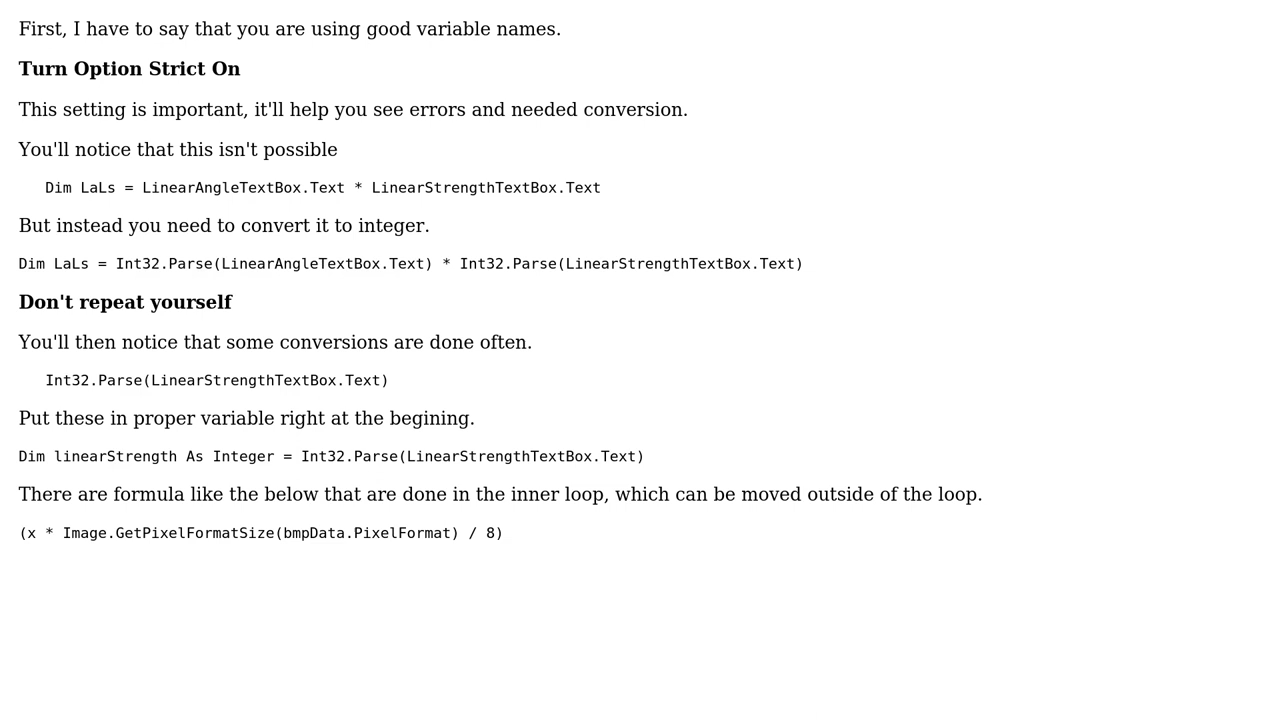 First, I have to say that you are using good variable names.
Turn Option Strict On
This setting is important, it'll help you see errors and needed conversion.
You'll notice that this isn't possible
Dim LaLs = LinearAngleTextBox.Text * LinearStrengthTextBox.Text
But instead you need to convert it to integer.
Dim LaLs = Int32.Parse(LinearAngleTextBox.Text) * Int32.Parse(LinearStrengthTextBox.Text)
Don't repeat yourself
You'll then notice that some conversions are done often.
Int32.Parse(LinearStrengthTextBox.Text)
Put these in proper variable right at the begining.
Dim linearStrength As Integer = Int32.Parse(LinearStrengthTextBox.Text)
There are formula like the below that are done in the inner loop, which can be moved outside of the loop.
(x * Image.GetPixelFormatSize(bmpData.PixelFormat) / 8)